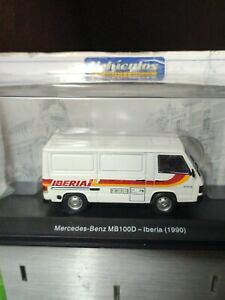 Vehículos
IBERIA
Mercedes-Benz MB100D – Iberia (1990)